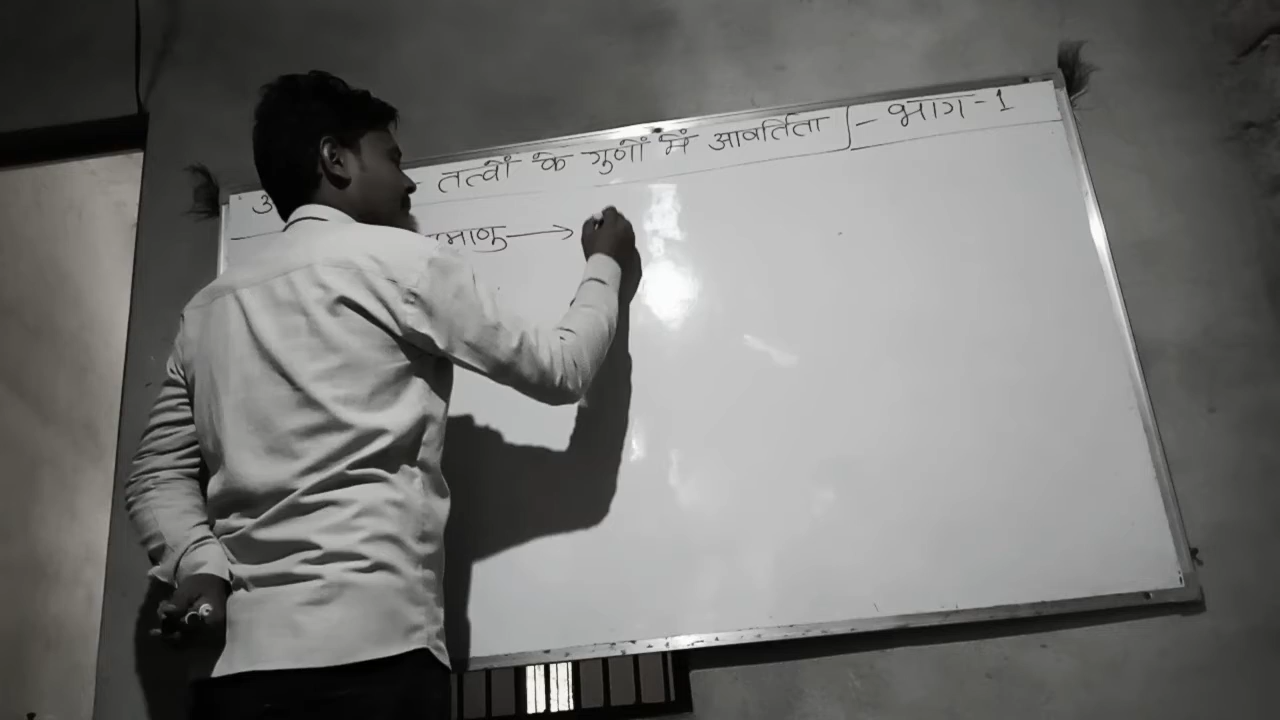 तत्वों के गुणों में आवर्तिता ]- भाग-1
→